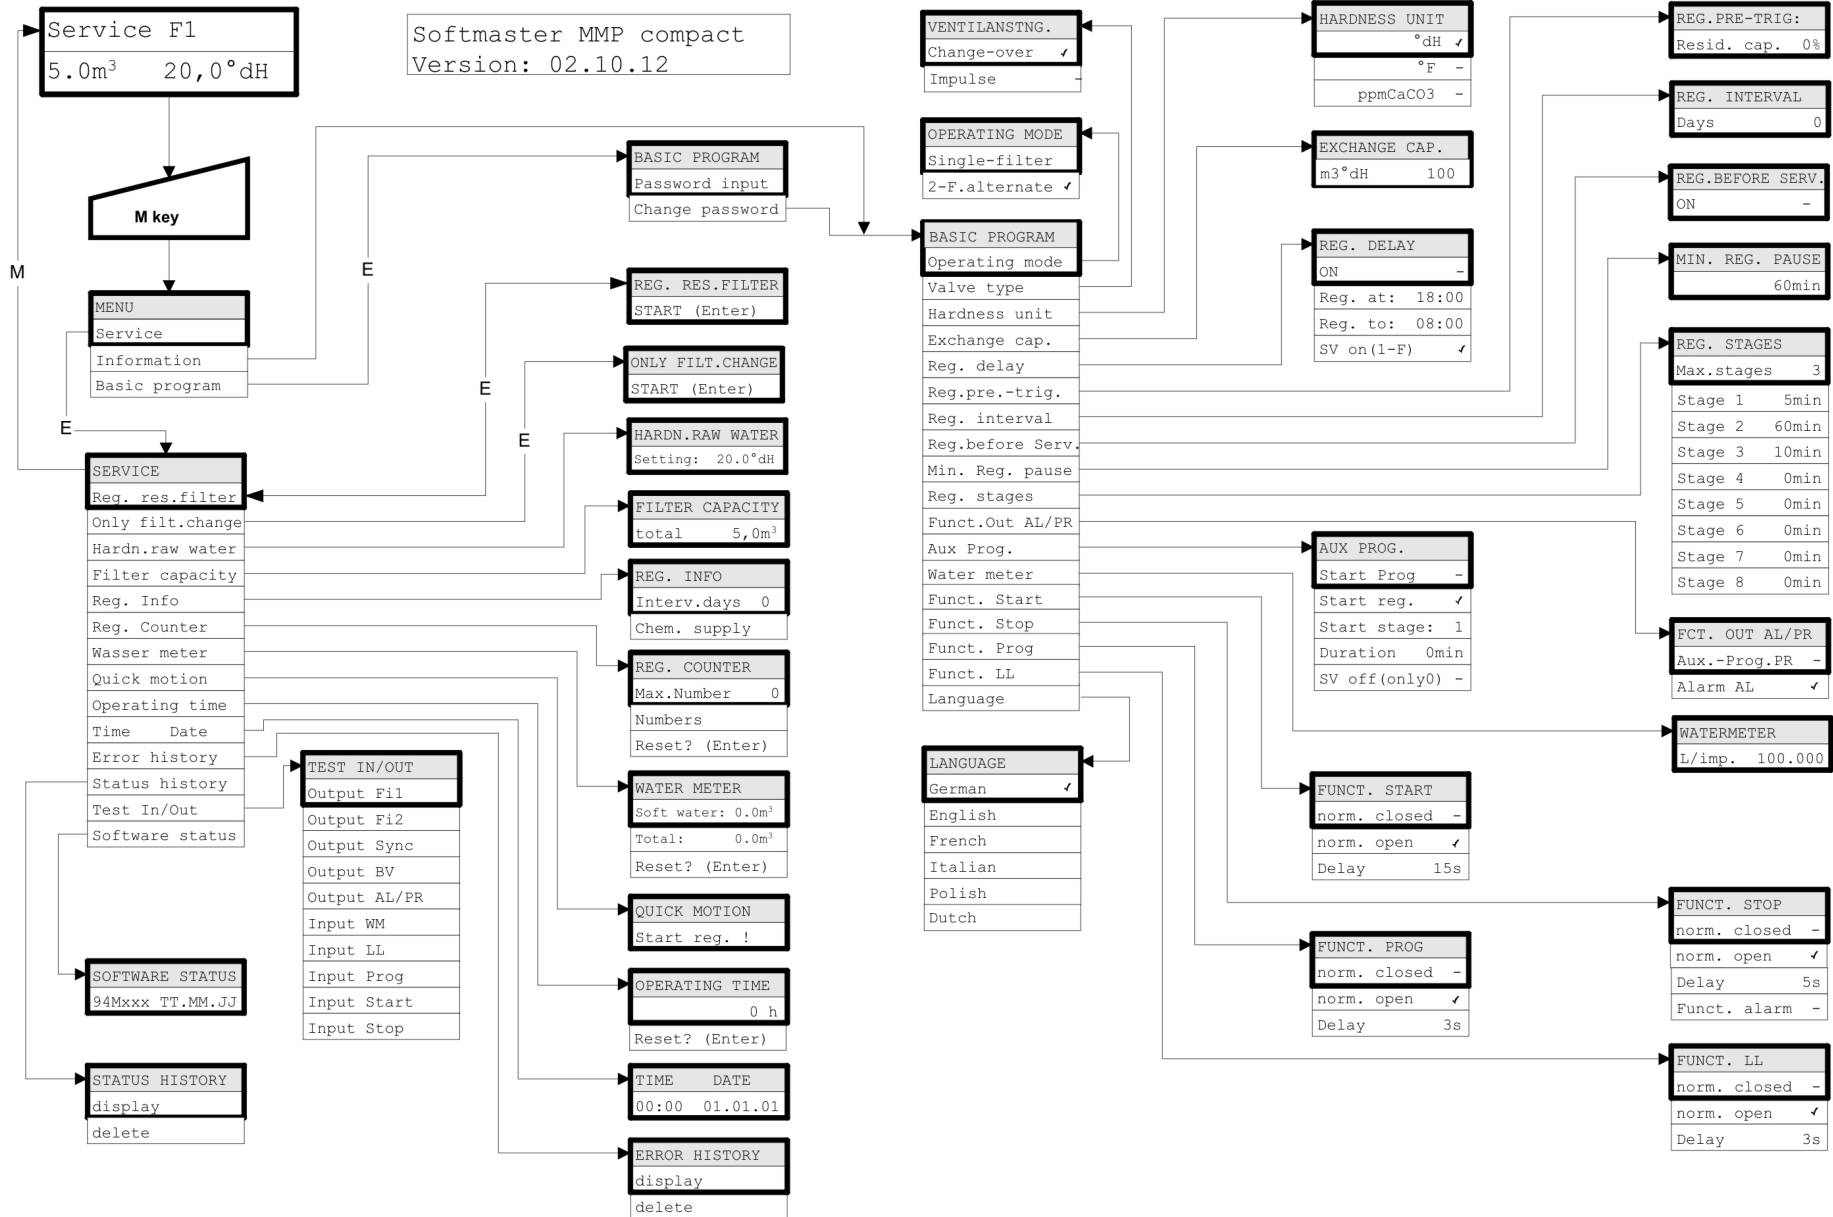 Service F1
5.0m³ 20,0°dH
Softmaster MMP compact
Version: 02.10.12
M key
M
E
E
E
E
MENU
Service
Information
Basic program
SERVICE
Reg. res.filter
Only filt.change
Hardn.raw water
Filter capacity
Reg. Info
Reg. Counter
Wasser meter
Quick motion
Operating time
Time Date
Error history
Status history
Test In/Out
Software status
SOFTWARE STATUS
94Mxxx TT.MM.JJ
STATUS HISTORY
display
delete
TEST IN/OUT
Output Fi1
Output Fi2
Output Sync
Output BV
Output AL/PR
Input WM
Input LL
Input Prog
Input Start
Input Stop
BASIC PROGRAM
Password input
Change password
REG. RES.FILTER
START (Enter)
ONLY FILT.CHANGE
START (Enter)
HARDN.RAW WATER
Setting: 20.0°dH
FILTER CAPACITY
total 5,0m³
REG. INFO
Interv.days 0
Chem. supply
REG. COUNTER
Max.Number 0
Numbers
Reset? (Enter)
WATER METER
Soft water: 0.0m³
Total: 0.0m³
Reset? (Enter)
QUICK MOTION
Start reg. !
OPERATING TIME
0 h
Reset? (Enter)
TIME DATE
00:00 01.01.01
ERROR HISTORY
display
delete
VENTILANSTNG.
Change-over ✓
Impulse -
OPERATING MODE
Single-filter
2-F.alternate ✓
BASIC PROGRAM
Operating mode
Valve type
Hardness unit
Exchange cap.
Reg. delay
Reg.pre.-trig.
Reg. interval
Reg.before Serv.
Min. Reg. pause
Reg. stages
Funct.Out AL/PR
Aux Prog.
Water meter
Funct. Start
Funct. Stop
Funct. Prog
Funct. LL
Language
LANGUAGE
German ✓
English
French
Italian
Polish
Dutch
HARDNESS UNIT
°dH ✓
°F -
ppmCaCO3 -
EXCHANGE CAP.
m3°dH 100
REG. DELAY
ON -
Reg. at: 18:00
Reg. to: 08:00
SV on(1-F) ✓
AUX PROG.
Start Prog -
Start reg. ✓
Start stage: 1
Duration 0min
SV off(only0) -
FUNCT. START
norm. closed -
norm. open ✓
Delay 15s
FUNCT. PROG
norm. closed -
norm. open ✓
Delay 3s
REG.PRE-TRIG:
Resid. cap. 0%
REG. INTERVAL
Days 0
REG.BEFORE SERV.
ON -
MIN. REG. PAUSE
60min
REG. STAGES
Max.stages 3
Stage 1 5min
Stage 2 60min
Stage 3 10min
Stage 4 0min
Stage 5 0min
Stage 6 0min
Stage 7 0min
Stage 8 0min
FCT. OUT AL/PR
Aux.-Prog.PR -
Alarm AL ✓
WATERMETER
L/imp. 100.000
FUNCT. STOP
norm. closed -
norm. open ✓
Delay 5s
Funct. alarm -
FUNCT. LL
norm. closed -
norm. open ✓
Delay 3s